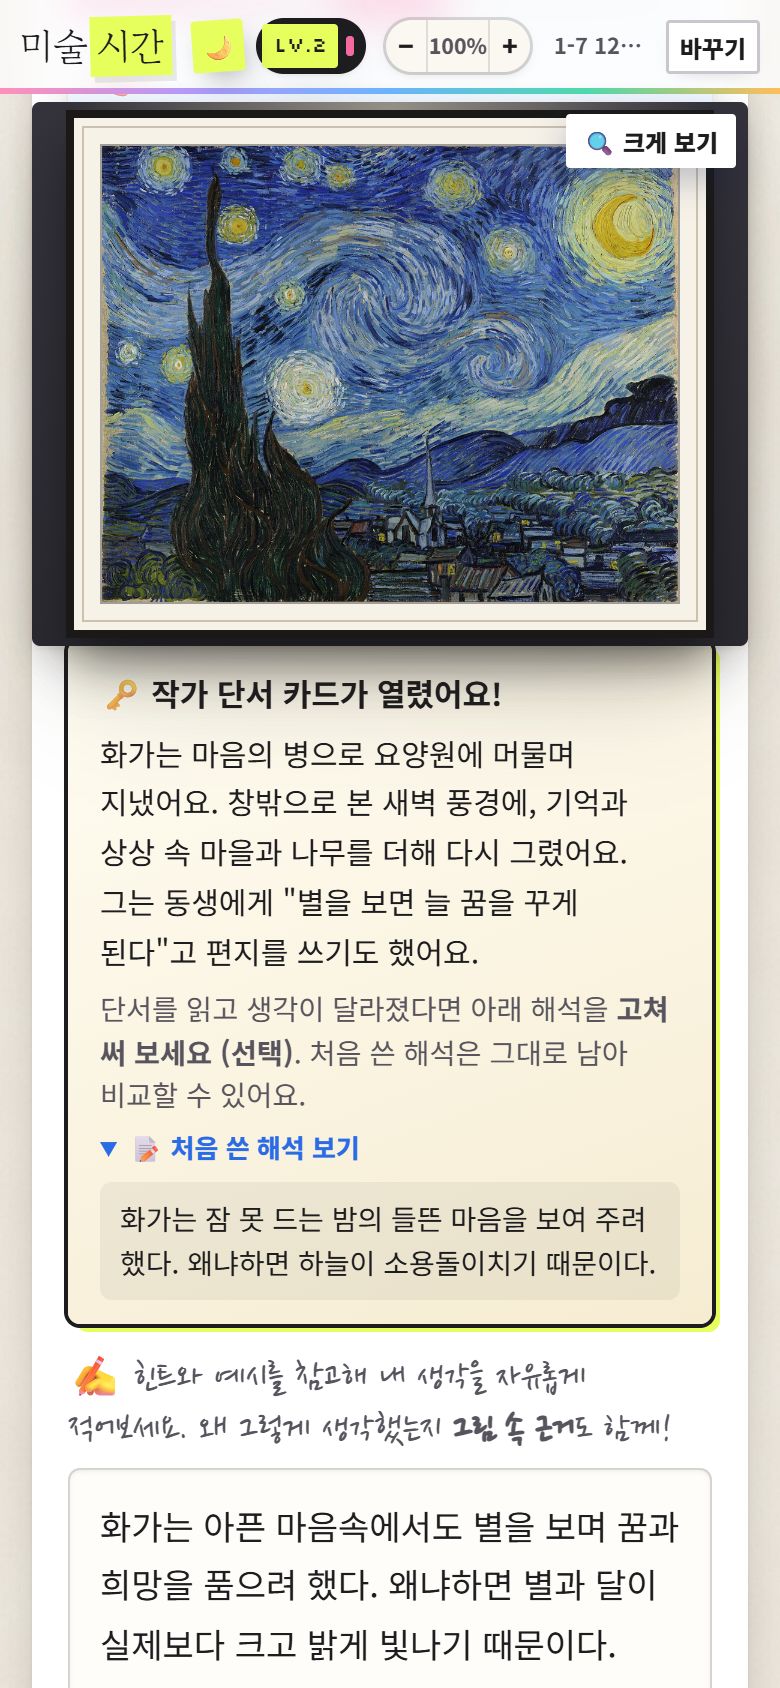 미술 시간 🌙 LV.2 − 100% + 1-7 12… 바꾸기
🔍 크게 보기
🔑 작가 단서 카드가 열렸어요!
화가는 마음의 병으로 요양원에 머물며
지냈어요. 창밖으로 본 새벽 풍경에, 기억과
상상 속 마을과 나무를 더해 다시 그렸어요.
그는 동생에게 "별을 보면 늘 꿈을 꾸게
된다"고 편지를 쓰기도 했어요.
단서를 읽고 생각이 달라졌다면 아래 해석을 고쳐
써 보세요 (선택). 처음 쓴 해석은 그대로 남아
비교할 수 있어요.
▼ 📝 처음 쓴 해석 보기
화가는 잠 못 드는 밤의 들뜬 마음을 보여 주려
했다. 왜냐하면 하늘이 소용돌이치기 때문이다.
✍️ 힌트와 예시를 참고해 내 생각을 자유롭게
적어보세요. 왜 그렇게 생각했는지 그림 속 근거도 함께!
화가는 아픈 마음속에서도 별을 보며 꿈과
희망을 품으려 했다. 왜냐하면 별과 달이
실제보다 크고 밝게 빛나기 때문이다.